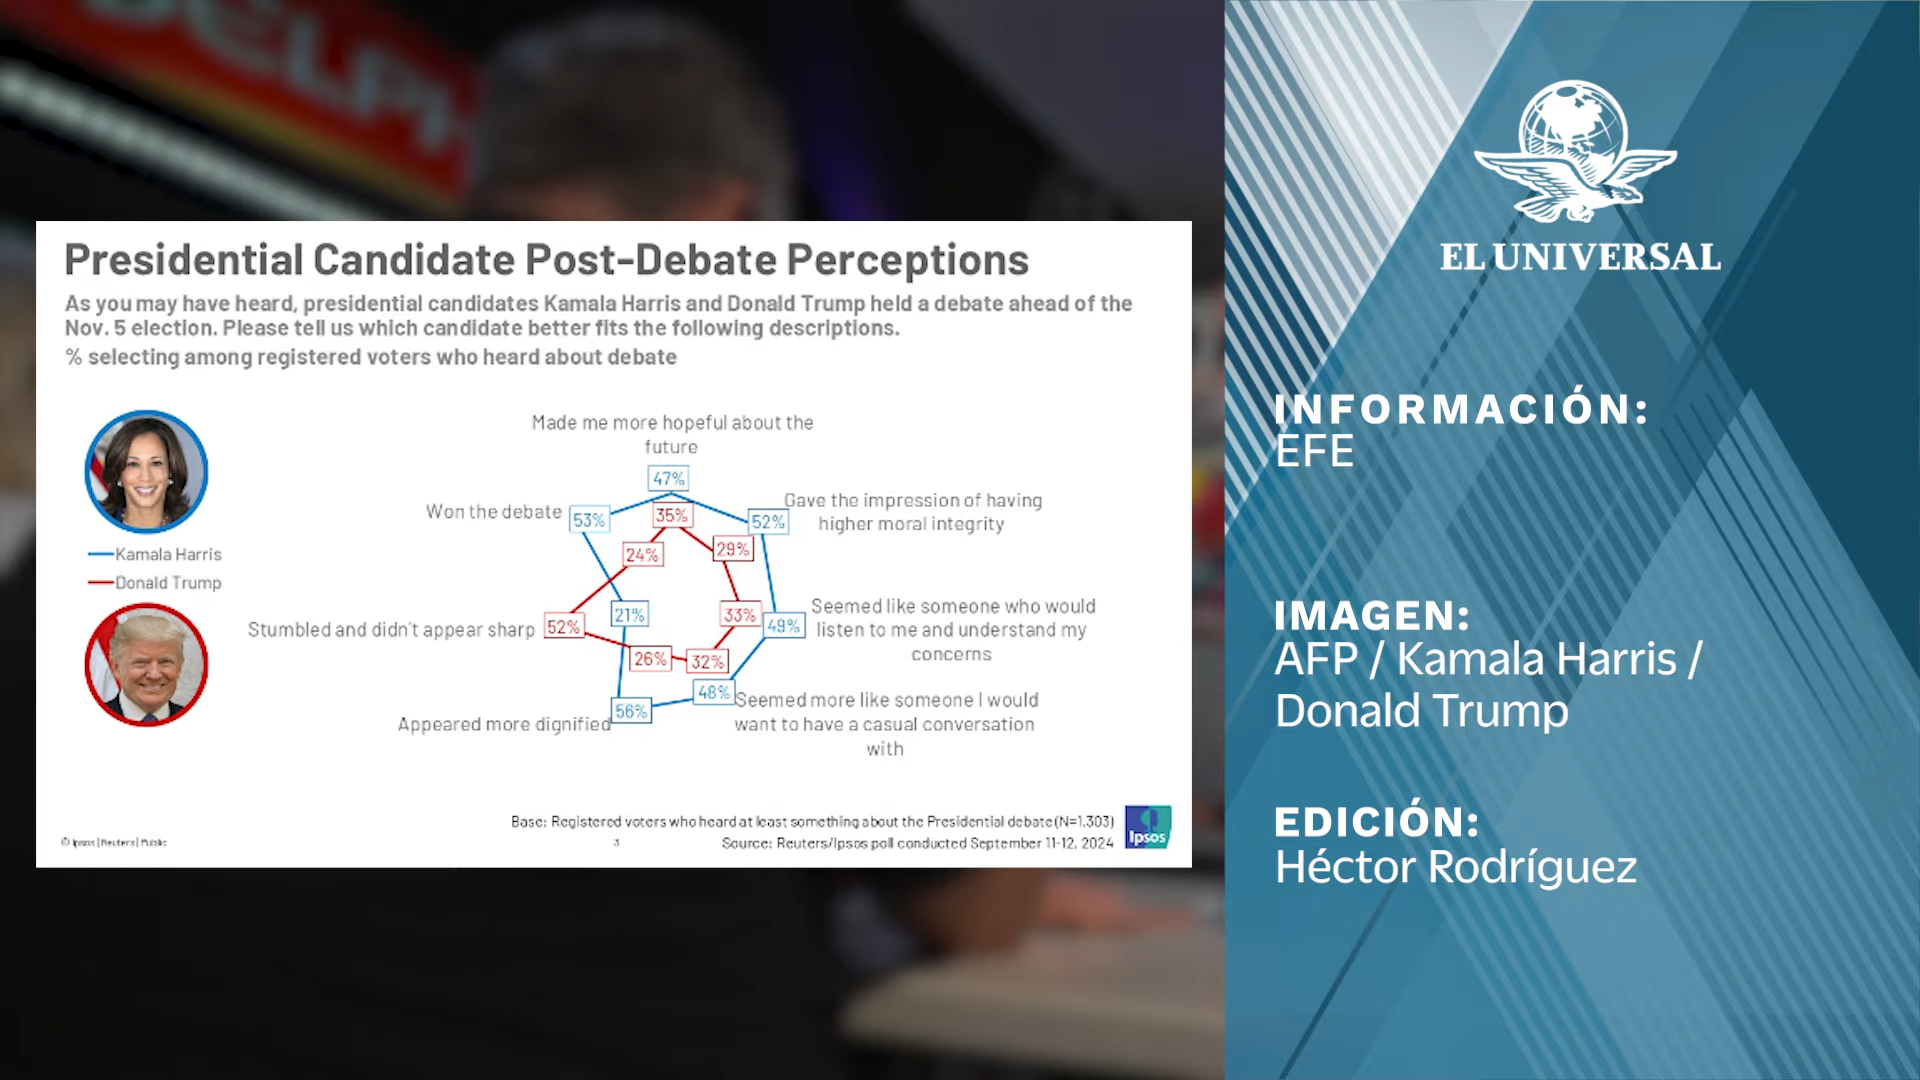 Presidential Candidate Post-Debate Perceptions
As you may have heard, presidential candidates Kamala Harris and Donald Trump held a debate ahead of the
Nov. 5 election. Please tell us which candidate better fits the following descriptions.
% selecting among registered voters who heard about debate
Kamala Harris
Donald Trump
Made me more hopeful about the
future
47%
35%
Gave the impression of having
higher moral integrity
52%
29%
Seemed like someone who would
listen to me and understand my
concerns
49%
33%
Seemed more like someone I would
want to have a casual conversation
with
48%
32%
Appeared more dignified
56%
26%
Stumbled and didn't appear sharp
52%
21%
Won the debate
53%
24%
Base: Registered voters who heard at least something about the Presidential debate (N=1,303)
© Ipsos | Reuters | Public
3
Source: Reuters/Ipsos poll conducted September 11-12, 2024
Ipsos
EL UNIVERSAL
INFORMACIÓN:
EFE
IMAGEN:
AFP / Kamala Harris /
Donald Trump
EDICIÓN:
Héctor Rodríguez